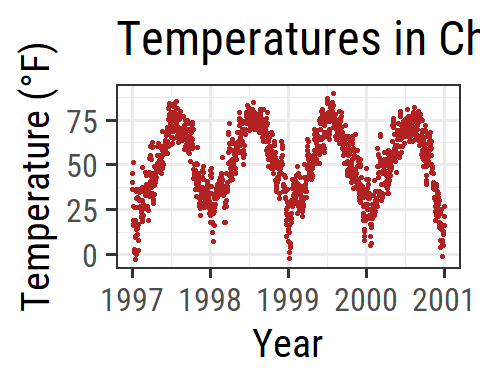 Temperatures in Ch
Temperature (°F)
75
50
25
0
1997 1998 1999 2000 2001
Year